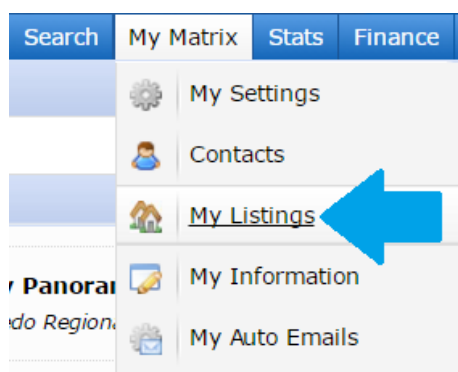 Search My Matrix Stats Finance
My Settings
Contacts
My Listings
My Information
My Auto Emails